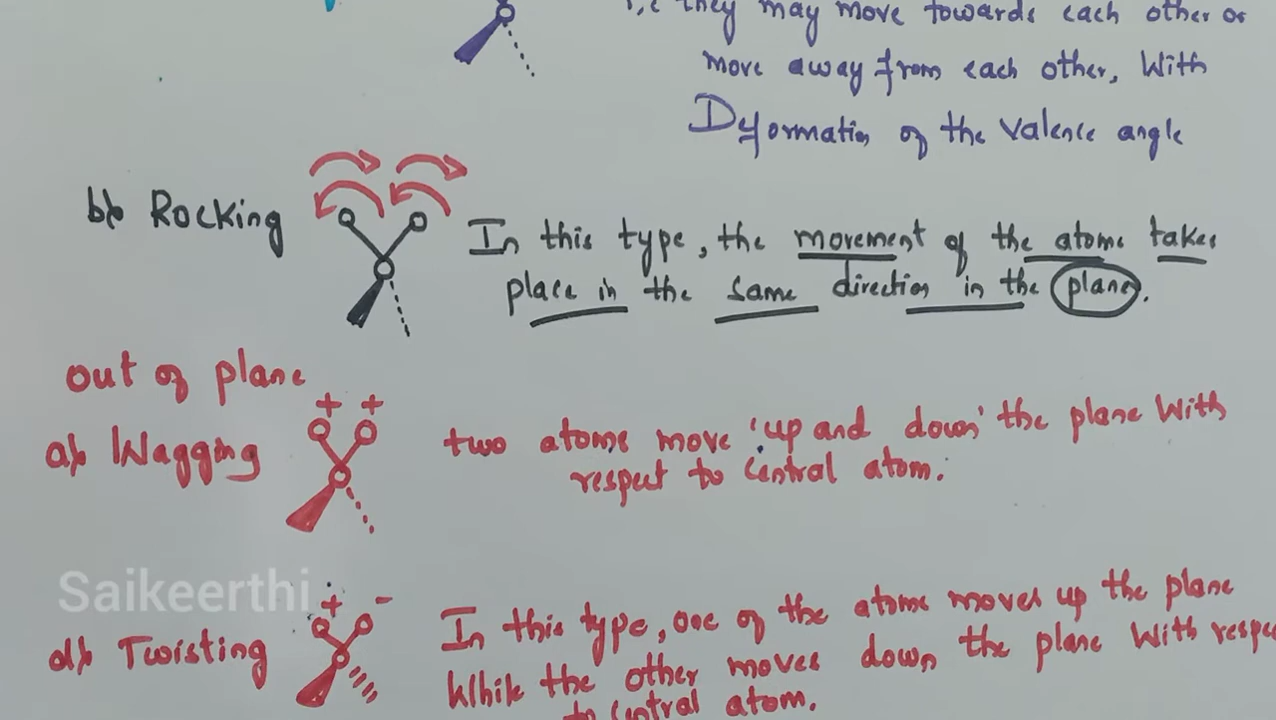 i,e they may move towards each other or
move away from each other, With
Deformation of the Valence angle
b) Rocking
In this type, the movement of the atoms takes
place in the same direction in the plane.
out of plane
a) Wagging
+ +
two atoms move 'up and down' the plane With
respect to Central atom.
Saikeerthi
d) Twisting
+ -
In this type, one of the atoms moves up the plane
While the other moves down the plane With respec
to Central atom.